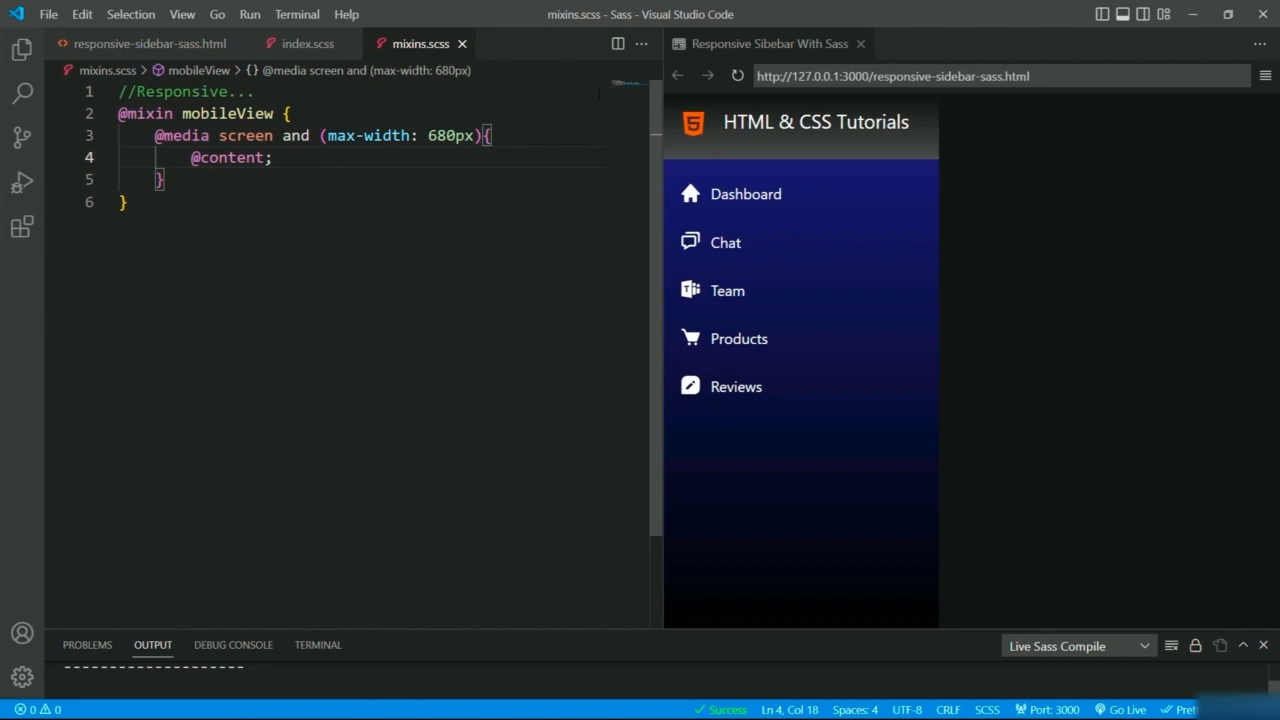 File Edit Selection View Go Run Terminal Help
mixins.scss - Sass - Visual Studio Code
responsive-sidebar-sass.html index.scss mixins.scss
mixins.scss > mobileView > {} @media screen and (max-width: 680px)
1 //Responsive...
2 @mixin mobileView {
3 @media screen and (max-width: 680px){
4 @content;
5 }
6 }
Responsive Sibebar With Sass
http://127.0.0.1:3000/responsive-sidebar-sass.html
HTML & CSS Tutorials
Dashboard
Chat
Team
Products
Reviews
PROBLEMS OUTPUT DEBUG CONSOLE TERMINAL
Live Sass Compile
--------------------
0 0
Success Ln 4, Col 18 Spaces: 4 UTF-8 CRLF SCSS Port: 3000 Go Live